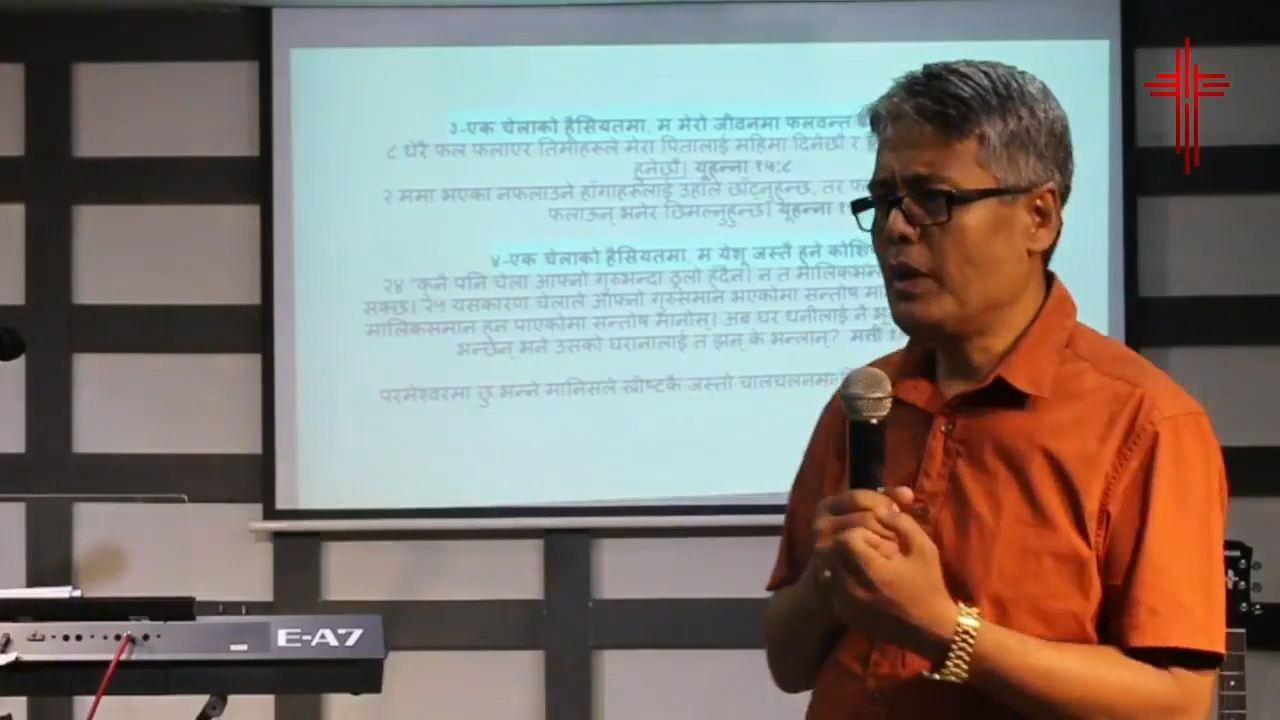 ३-एक चेलाको हैसियतमा, म मेरो जीवनमा फलवन्त
८ धेरै फल फलाएर तिमीहरूले मेरा पितालाई महिमा दिनेछौ र
हुनेछौ। यूहन्ना १५:८
२ ममा भएका नफलाउने हाँगाहरूलाई उहाँले छाँट्नुहुन्छ, तर
फलाऊन् भनेर छिमल्नुहुन्छ। यूहन्ना
४-एक चेलाको हैसियतमा, म येशू जस्तै हुने
२४ "कुनै पनि चेला आफ्नो गुरुभन्दा ठूलो हुँदैन। न त
सक्छ। २५ यसकारण चेलाले आफ्नो गुरुसमान भएकोमा सन्तोष
मालिकसमान हुन पाएकोमा सन्तोष मानोस्। अब घर धनीलाई नै
भन्छन् भने उसको घरानालाई त झन् के भन्लान्? मत्ती
परमेश्वरमा छु भन्ने मानिसले ख्रीष्टकै जस्तो
E-A7